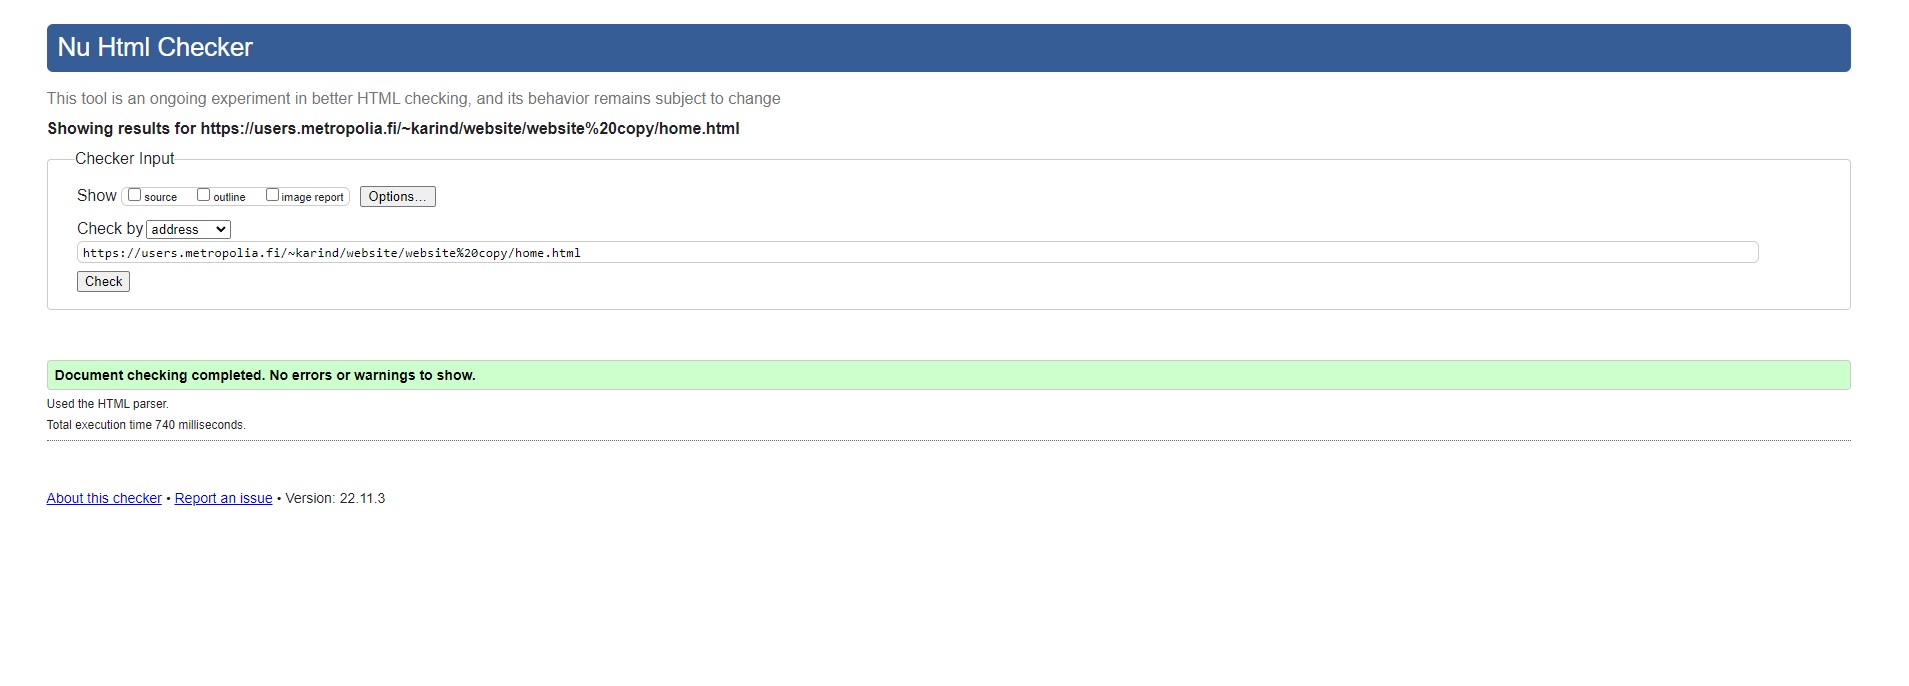 Nu Html Checker
This tool is an ongoing experiment in better HTML checking, and its behavior remains subject to change
Showing results for https://users.metropolia.fi/~karind/website/website%20copy/home.html
Checker Input
Show source outline image report Options...
Check by address
https://users.metropolia.fi/~karind/website/website%20copy/home.html
Check
Document checking completed. No errors or warnings to show.
Used the HTML parser.
Total execution time 740 milliseconds.
About this checker • Report an issue • Version: 22.11.3